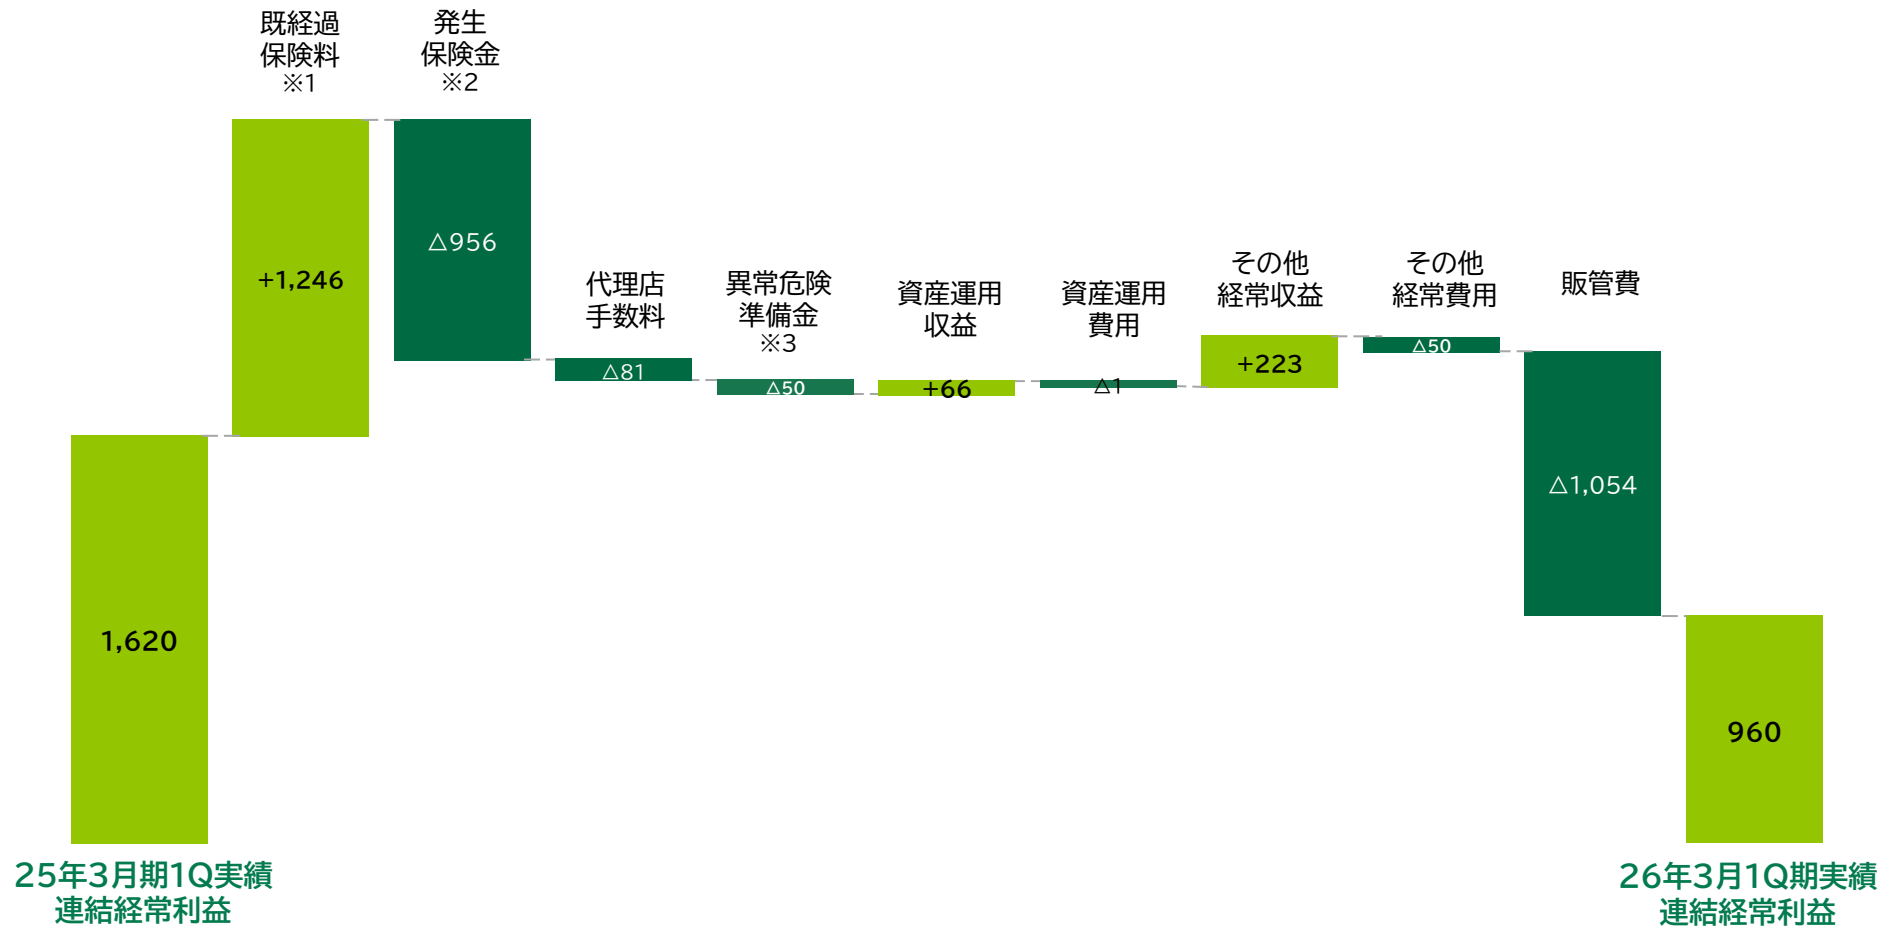 既経過
保険料
※1
+1,246
発生
保険金
※2
△956
代理店
手数料
△81
異常危険
準備金
※3
△50
資産運用
収益
+66
資産運用
費用
△1
その他
経常収益
+223
その他
経常費用
△50
販管費
△1,054
1,620
25年3月期1Q実績
連結経常利益
960
26年3月1Q期実績
連結経常利益